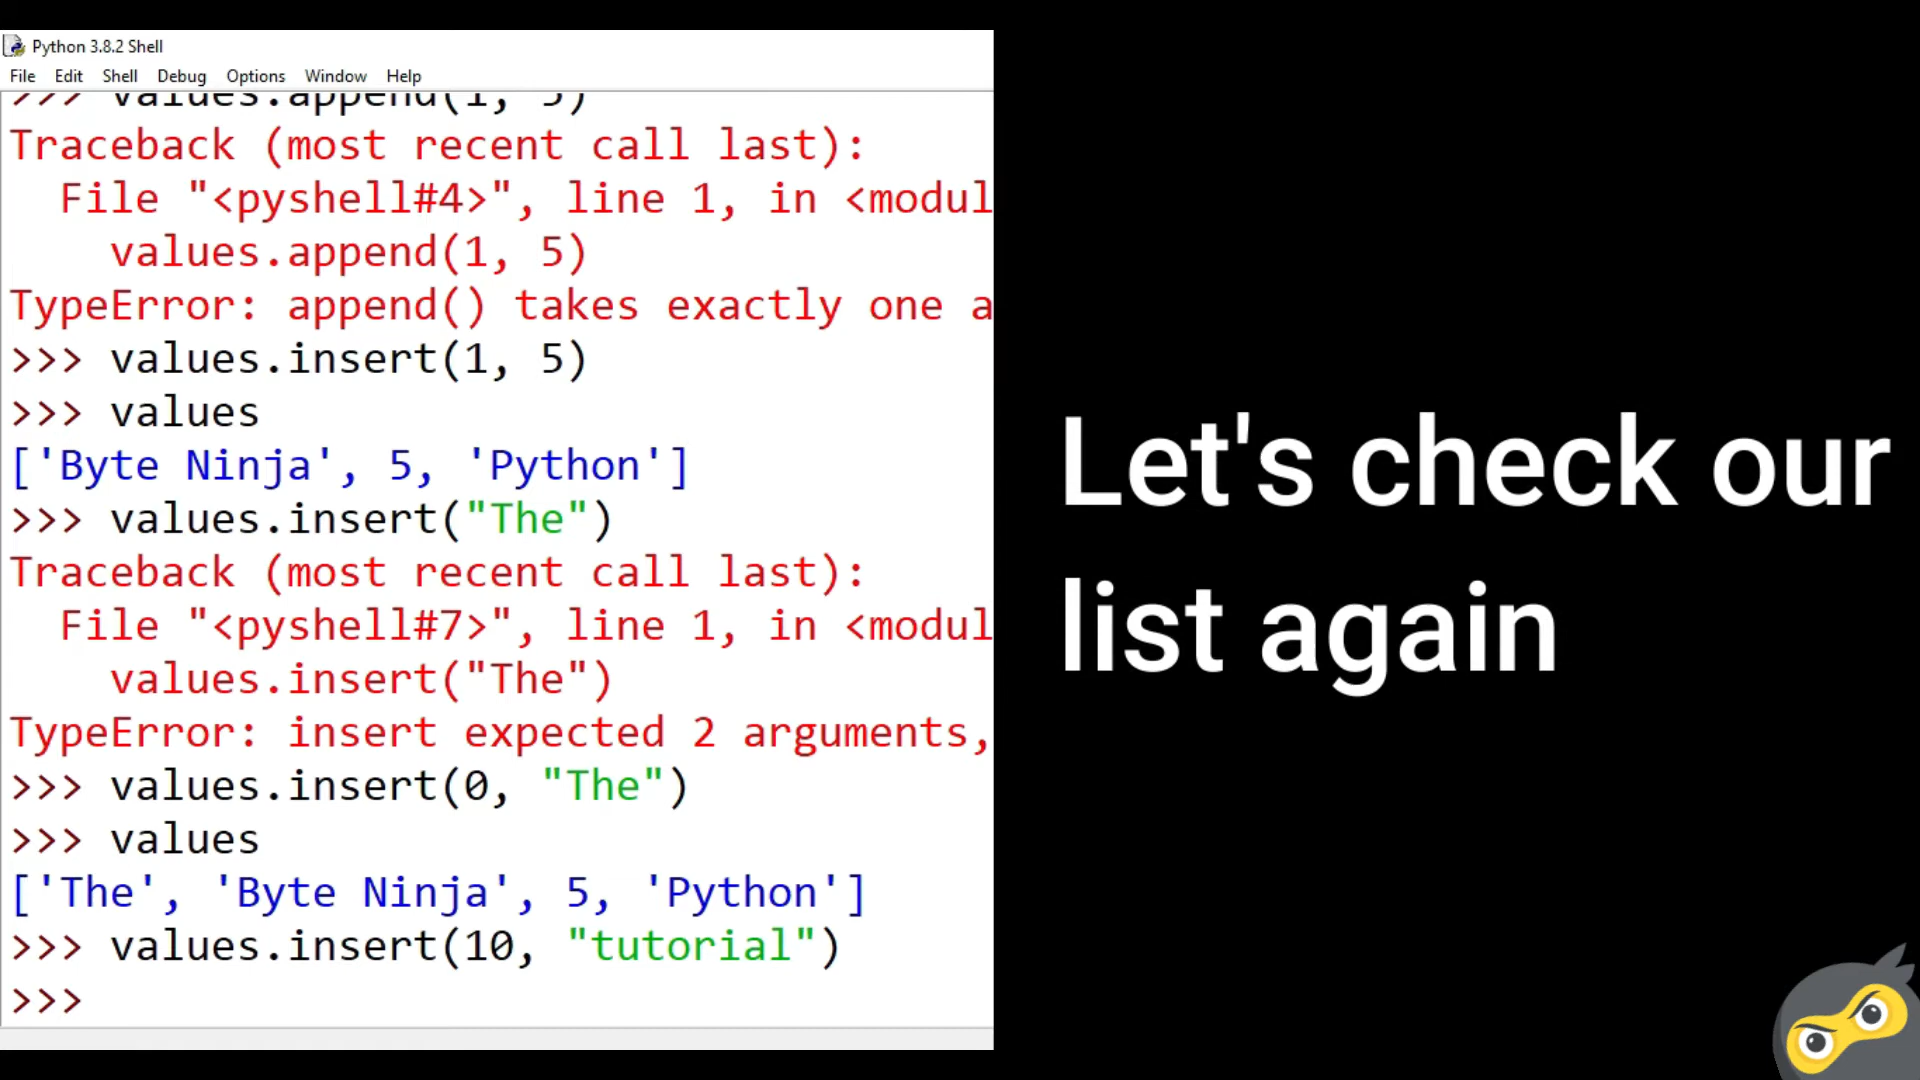 Python 3.8.2 Shell
File Edit Shell Debug Options Window Help
>>> values.append(1, 5)
Traceback (most recent call last):
  File "<pyshell#4>", line 1, in <modul
    values.append(1, 5)
TypeError: append() takes exactly one a
>>> values.insert(1, 5)
>>> values
['Byte Ninja', 5, 'Python']
>>> values.insert("The")
Traceback (most recent call last):
  File "<pyshell#7>", line 1, in <modul
    values.insert("The")
TypeError: insert expected 2 arguments,
>>> values.insert(0, "The")
>>> values
['The', 'Byte Ninja', 5, 'Python']
>>> values.insert(10, "tutorial")
>>>
Let's check our
list again